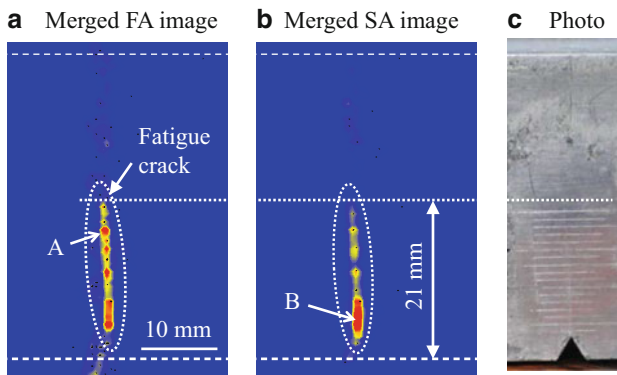 a Merged FA image
b Merged SA image
c Photo
Fatigue
crack
A
10 mm
B
21 mm